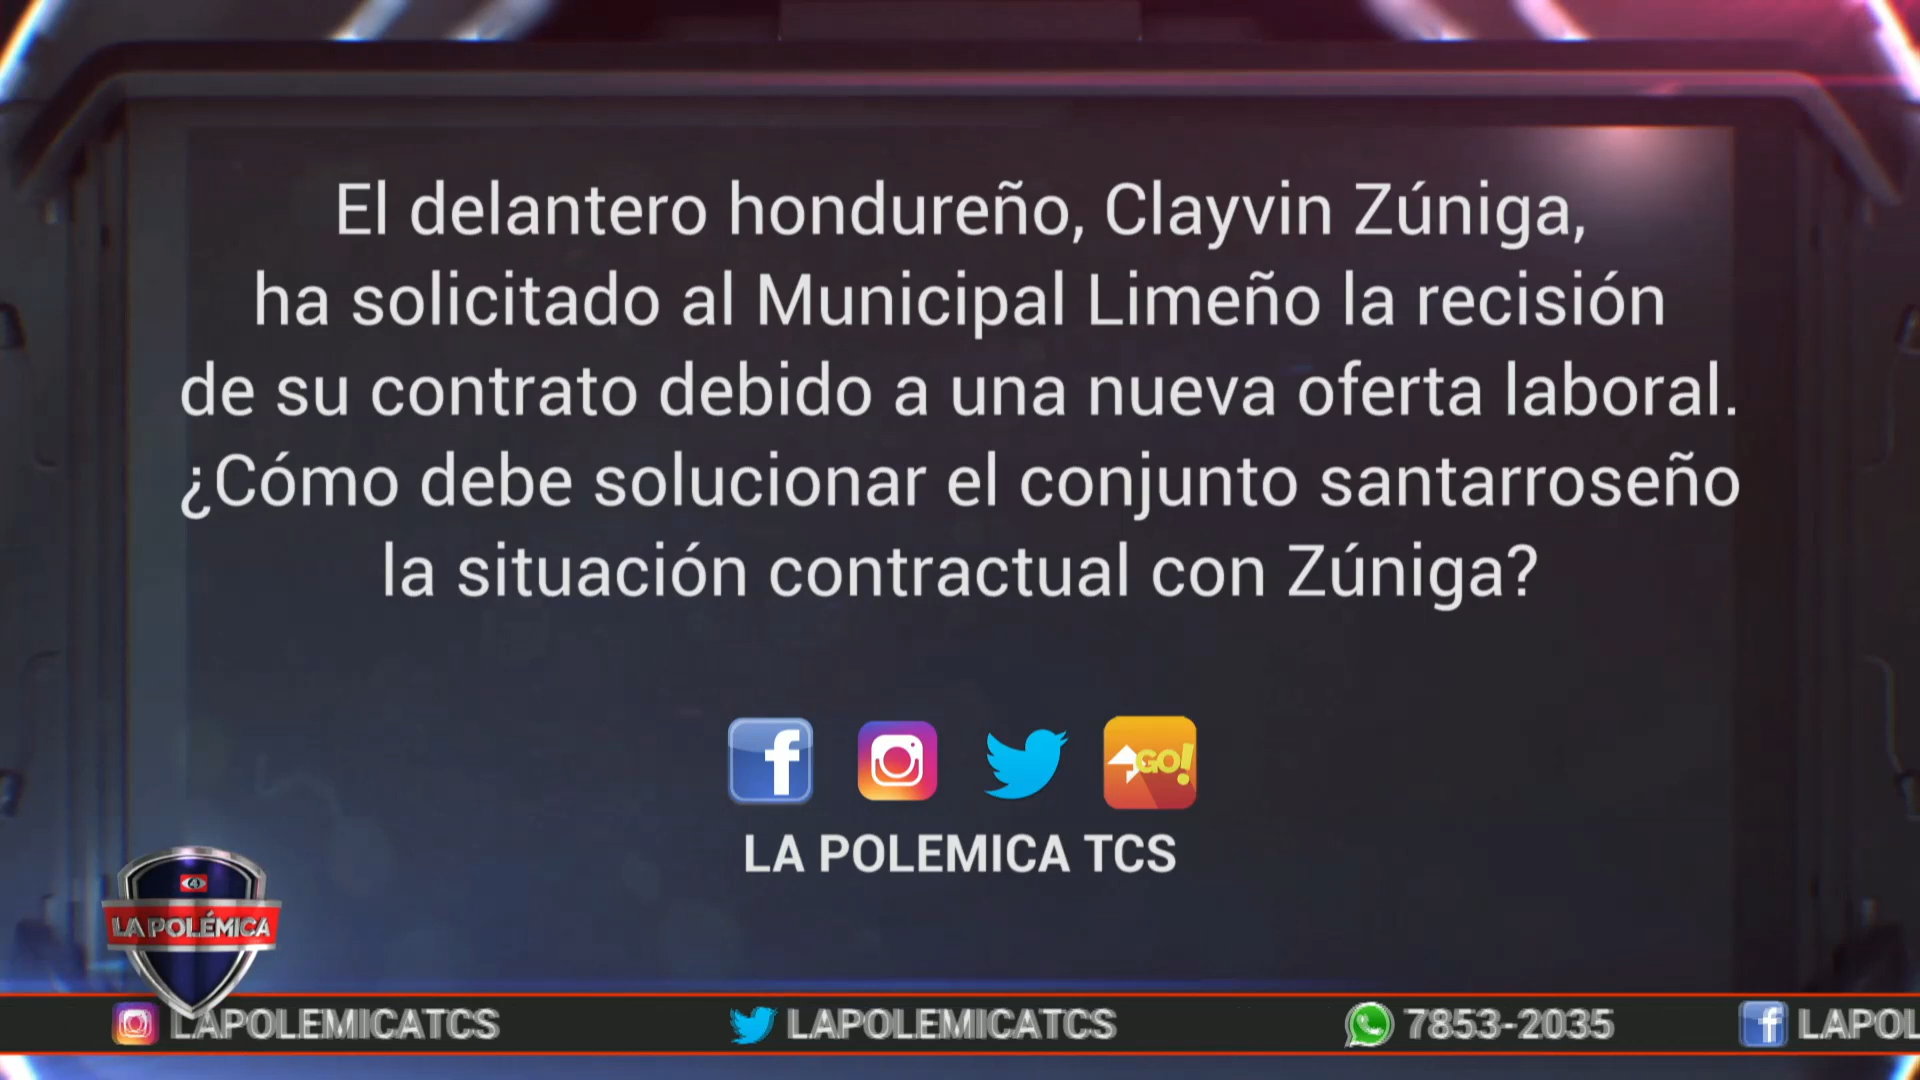 El delantero hondureño, Clayvin Zúniga,
ha solicitado al Municipal Limeño la recisión
de su contrato debido a una nueva oferta laboral.
¿Cómo debe solucionar el conjunto santarroseño
la situación contractual con Zúniga?
GO!
LA POLEMICA TCS
4
LA POLÉMICA
LAPOLEMICATCS LAPOLEMICATCS 7853-2035 LAPOL